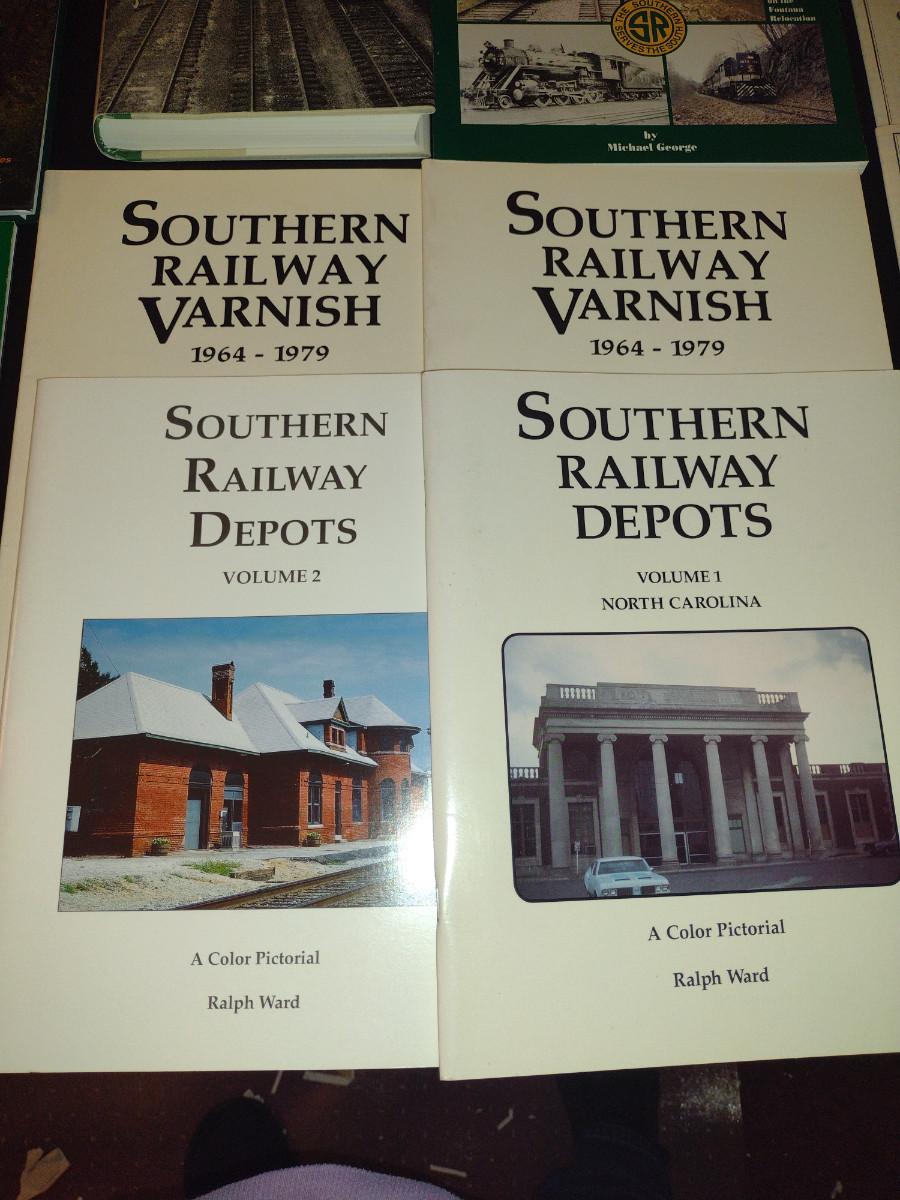 on the
Fontana
Relocation
THE SOUTHERN
SR
SERVES THE SOUTH
by
Michael George
SOUTHERN
RAILWAY
VARNISH
1964 - 1979
SOUTHERN
RAILWAY
VARNISH
1964 - 1979
SOUTHERN
RAILWAY
DEPOTS
VOLUME 2
A Color Pictorial
Ralph Ward
SOUTHERN
RAILWAY
DEPOTS
VOLUME 1
NORTH CAROLINA
A Color Pictorial
Ralph Ward